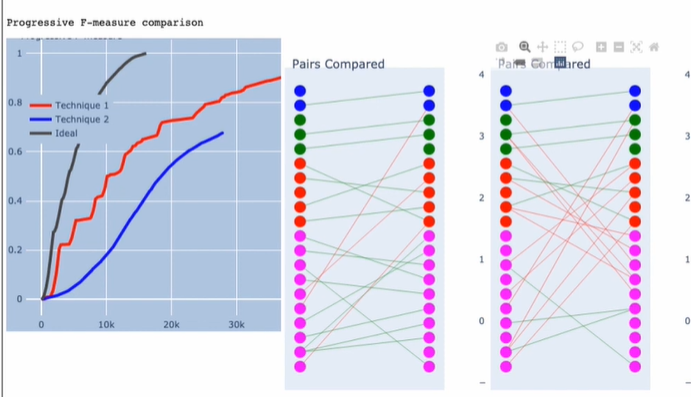 Progressive F-measure comparison
Pairs Compared
Pairs Compared
1
0.8
0.6
0.4
0.2
0
Technique 1
Technique 2
Ideal
0
10k
20k
30k
4
3
2
1
0
4
3
2
1
0